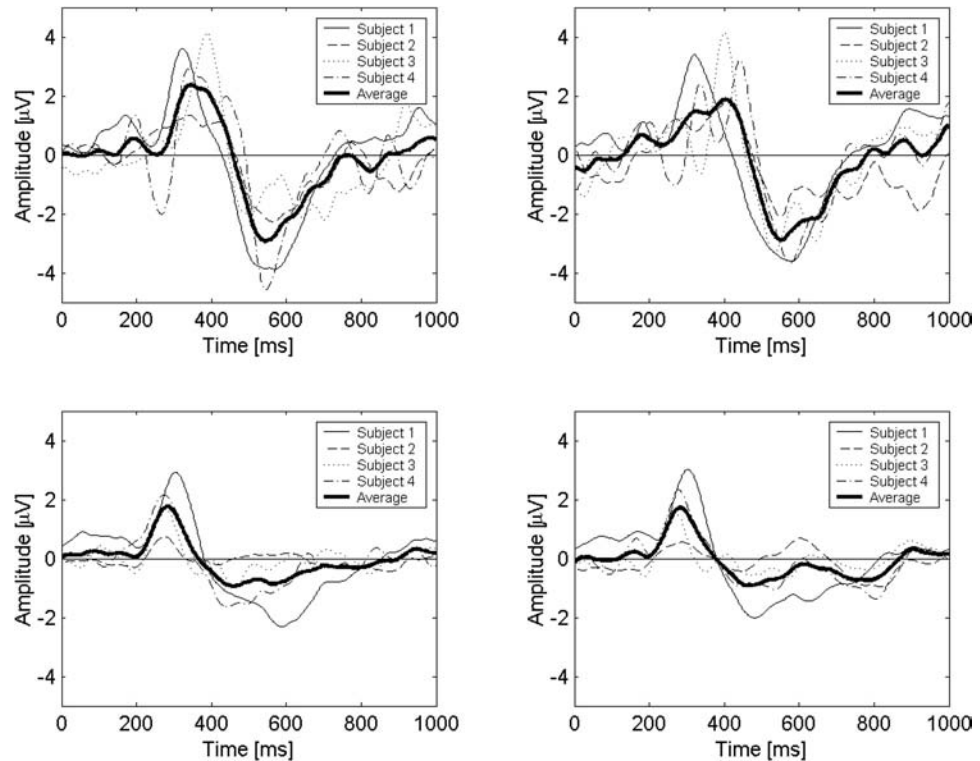 Amplitude [µV]
4
2
0
-2
-4
Subject 1
Subject 2
Subject 3
Subject 4
Average
0 200 400 600 800 1000
Time [ms]
Amplitude [µV]
4
2
0
-2
-4
Subject 1
Subject 2
Subject 3
Subject 4
Average
0 200 400 600 800 1000
Time [ms]
Amplitude [µV]
4
2
0
-2
-4
Subject 1
Subject 2
Subject 3
Subject 4
Average
0 200 400 600 800 1000
Time [ms]
Amplitude [µV]
4
2
0
-2
-4
Subject 1
Subject 2
Subject 3
Subject 4
Average
0 200 400 600 800 1000
Time [ms]